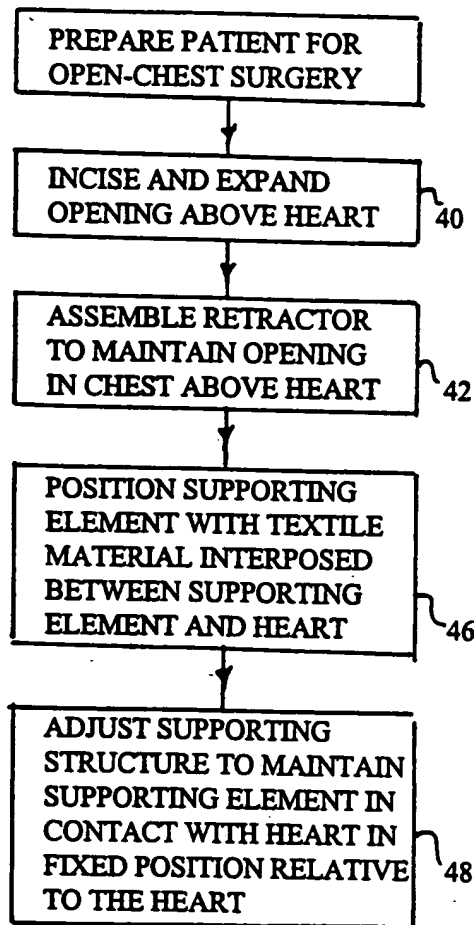 PREPARE PATIENT FOR
OPEN-CHEST SURGERY
INCISE AND EXPAND
OPENING ABOVE HEART
40
ASSEMBLE RETRACTOR
TO MAINTAIN OPENING
IN CHEST ABOVE HEART
42
POSITION SUPPORTING
ELEMENT WITH TEXTILE
MATERIAL INTERPOSED
BETWEEN SUPPORTING
ELEMENT AND HEART
46
ADJUST SUPPORTING
STRUCTURE TO MAINTAIN
SUPPORTING ELEMENT IN
CONTACT WITH HEART IN
FIXED POSITION RELATIVE
TO THE HEART
48